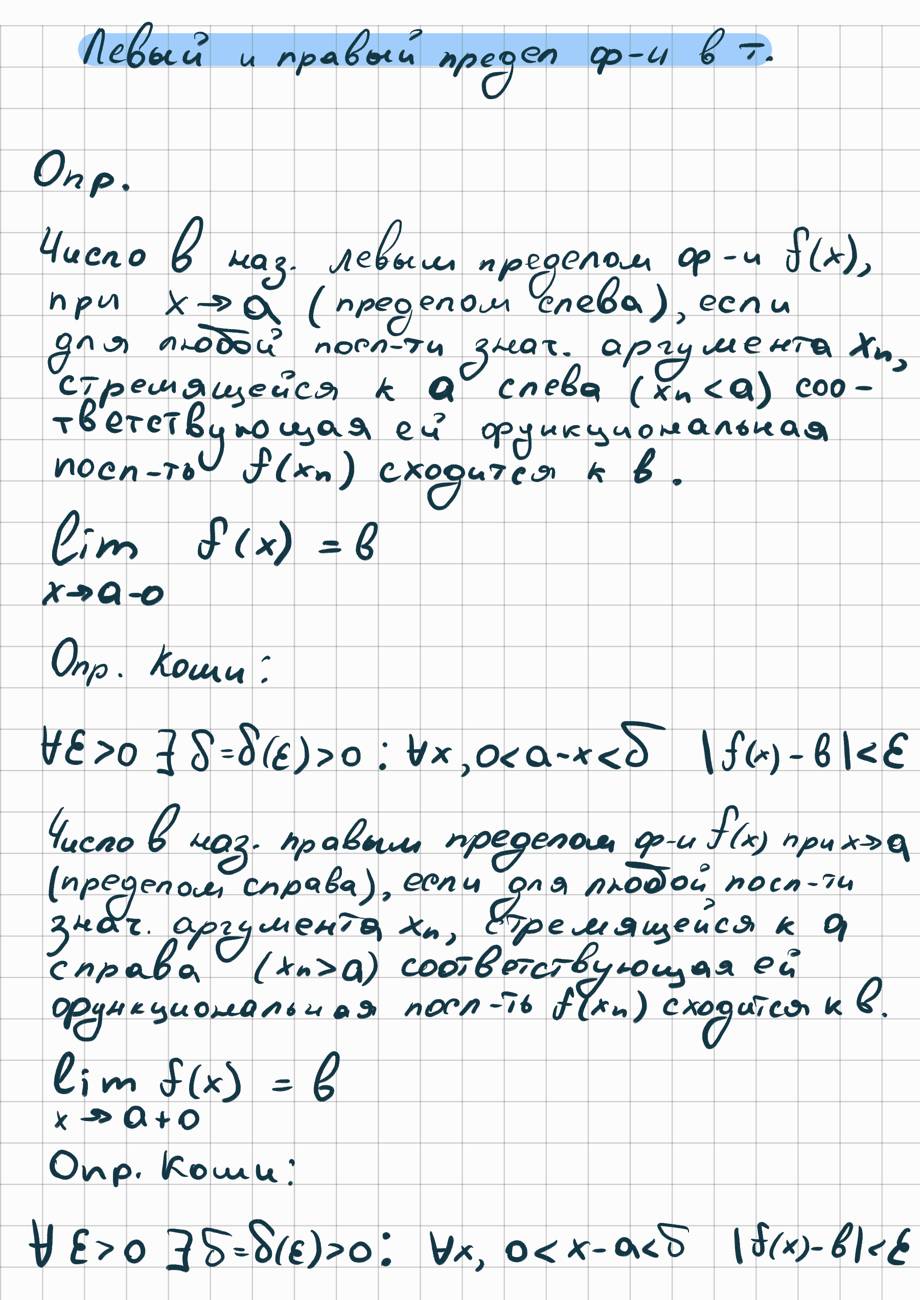 Левый и правый предел ф-и в т.
Опр.
Число в наз. левым пределом ф-и f(x),
при x→a (пределом слева), если
для любой посл-ти знач. аргумента xₙ,
стремящейся к a слева (xₙ<a) соо-
тветствующая ей функциональная
посл-ть f(xₙ) сходится к в.
lim f(x) = в
x→a-0
Опр. Коши:
∀ε>0 ∃δ=δ(ε)>0: ∀x, 0<a-x<δ |f(x)-в|<ε
Число в наз. правым пределом ф-и f(x) при x→a
(пределом справа), если для любой посл-ти
знач. аргумента xₙ, стремящейся к a
справа (xₙ>a) соответствующая ей
функциональная посл-ть f(xₙ) сходится к в.
lim f(x) = в
x→a+0
Опр. Коши:
∀ε>0 ∃δ=δ(ε)>0: ∀x, 0<x-a<δ |f(x)-в|<ε